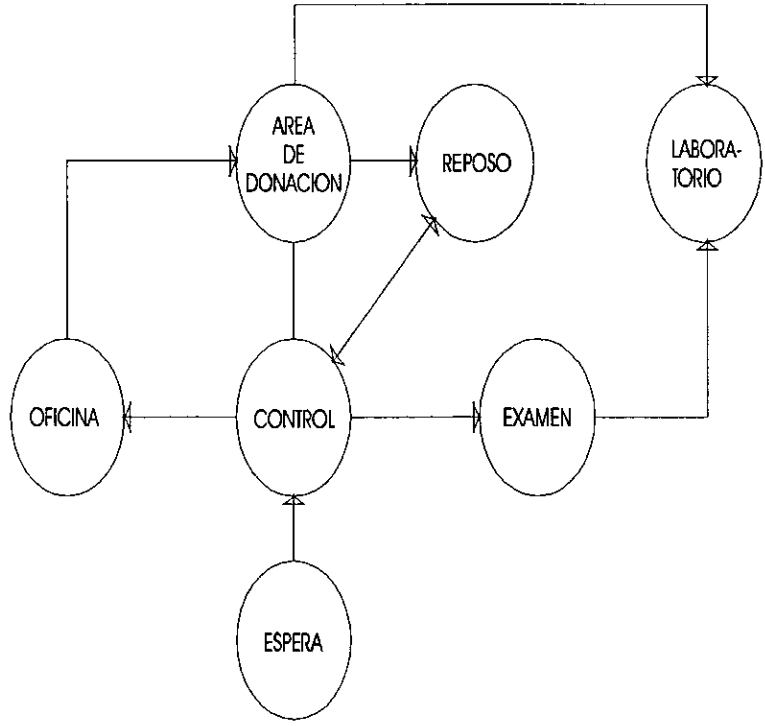 AREA
DE
DONACION
REPOSO
LABORA-
TORIO
OFICINA
CONTROL
EXAMEN
ESPERA